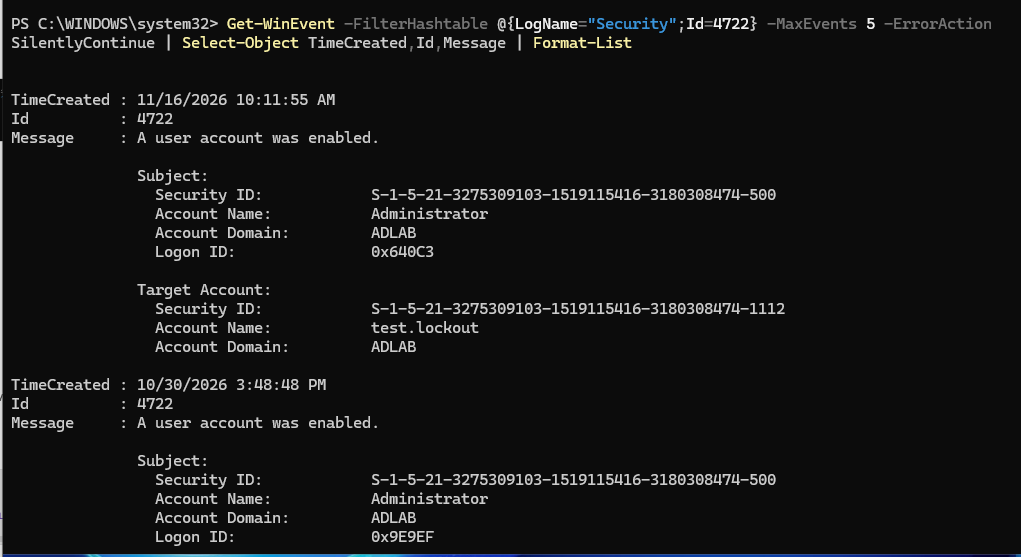 PS C:\WINDOWS\system32> Get-WinEvent -FilterHashtable @{LogName="Security";Id=4722} -MaxEvents 5 -ErrorAction
SilentlyContinue | Select-Object TimeCreated,Id,Message | Format-List
TimeCreated : 11/16/2026 10:11:55 AM
Id : 4722
Message : A user account was enabled.
Subject:
Security ID: S-1-5-21-3275309103-1519115416-3180308474-500
Account Name: Administrator
Account Domain: ADLAB
Logon ID: 0x640C3
Target Account:
Security ID: S-1-5-21-3275309103-1519115416-3180308474-1112
Account Name: test.lockout
Account Domain: ADLAB
TimeCreated : 10/30/2026 3:48:48 PM
Id : 4722
Message : A user account was enabled.
Subject:
Security ID: S-1-5-21-3275309103-1519115416-3180308474-500
Account Name: Administrator
Account Domain: ADLAB
Logon ID: 0x9E9EF